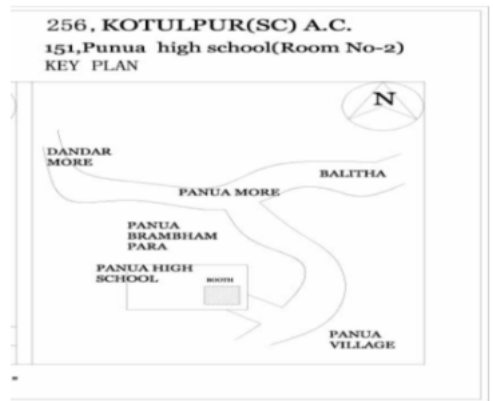 256, KOTULPUR(SC) A.C.
151,Punua high school(Room No-2)
KEY PLAN
N
DANDAR
MORE
BALITHA
PANUA MORE
PANUA
BRAMBHAM
PARA
PANUA HIGH
SCHOOL
BOOTH
PANUA
VILLAGE